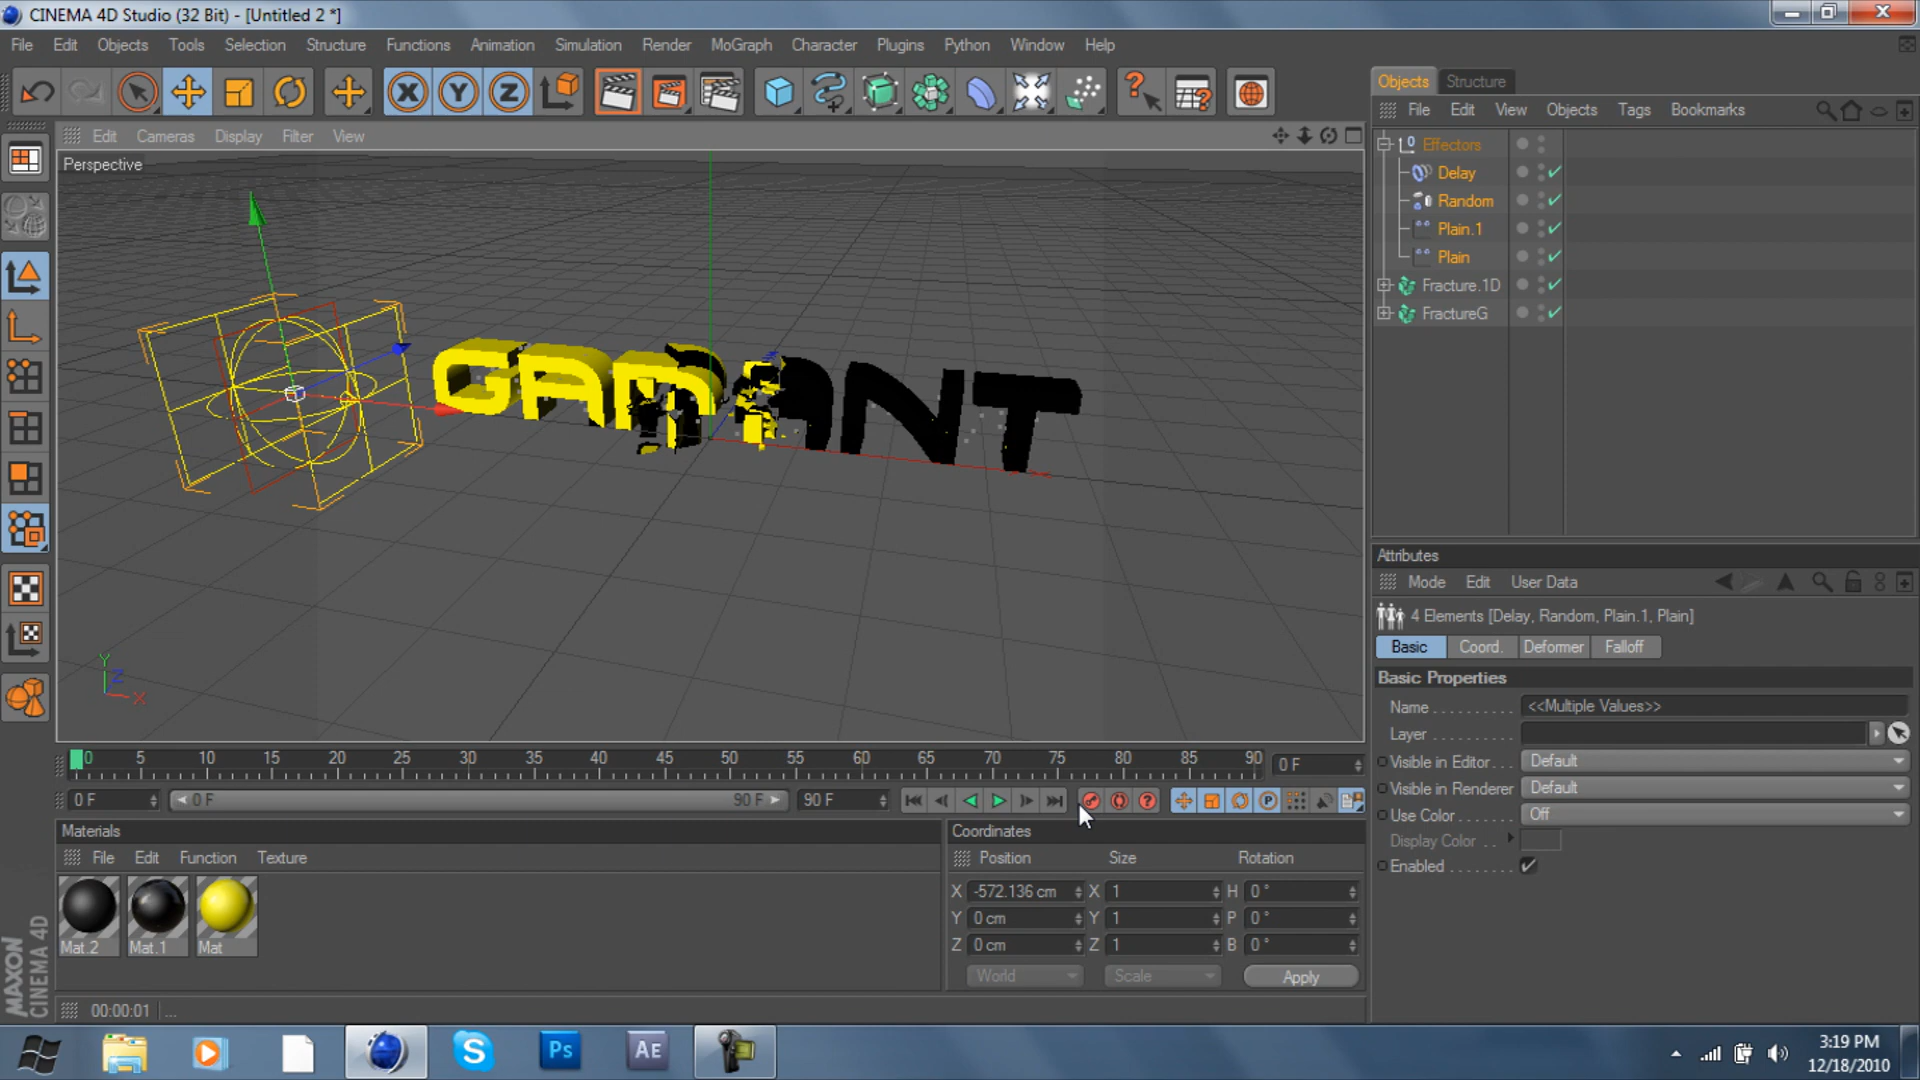 CINEMA 4D Studio (32 Bit) - [Untitled 2 *]
File Edit Objects Tools Selection Structure Functions Animation Simulation Render MoGraph Character Plugins Python Window Help
X Y Z
Objects Structure
File Edit View Objects Tags Bookmarks
Edit Cameras Display Filter View
Perspective
Effectors
Delay
Random
Plain.1
Plain
Fracture.1D
FractureG
GAM ANT
Y
Z
X
Attributes
Mode Edit User Data
4 Elements [Delay, Random, Plain.1, Plain]
Basic Coord. Deformer Falloff
Basic Properties
Name . . . . . . . . . . <<Multiple Values>>
Layer . . . . . . . . . .
Visible in Editor . . . Default
Visible in Renderer Default
Use Color . . . . . . . Off
Display Color . .
Enabled . . . . . . . .
0 5 10 15 20 25 30 35 40 45 50 55 60 65 70 75 80 85 90 0 F
0 F 0 F 90 F 90 F
Materials
File Edit Function Texture
Mat.2 Mat.1 Mat
Coordinates
Position Size Rotation
X -572.136 cm X 1 H 0 °
Y 0 cm Y 1 P 0 °
Z 0 cm Z 1 B 0 °
World Scale Apply
MAXON
CINEMA 4D
00:00:01 ...
S Ps AE
3:19 PM
12/18/2010